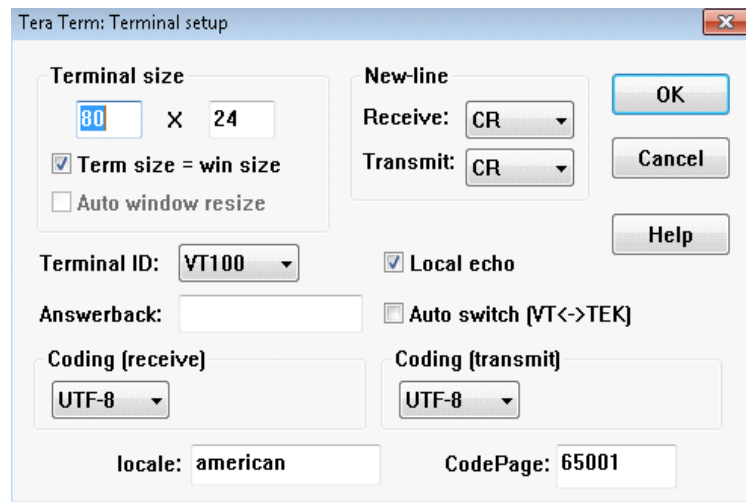 Tera Term: Terminal setup
Terminal size
80 X 24
Term size = win size
Auto window resize
New-line
Receive: CR
Transmit: CR
OK
Cancel
Help
Terminal ID: VT100
Local echo
Answerback:
Auto switch (VT<->TEK)
Coding (receive)
UTF-8
Coding (transmit)
UTF-8
locale: american
CodePage: 65001